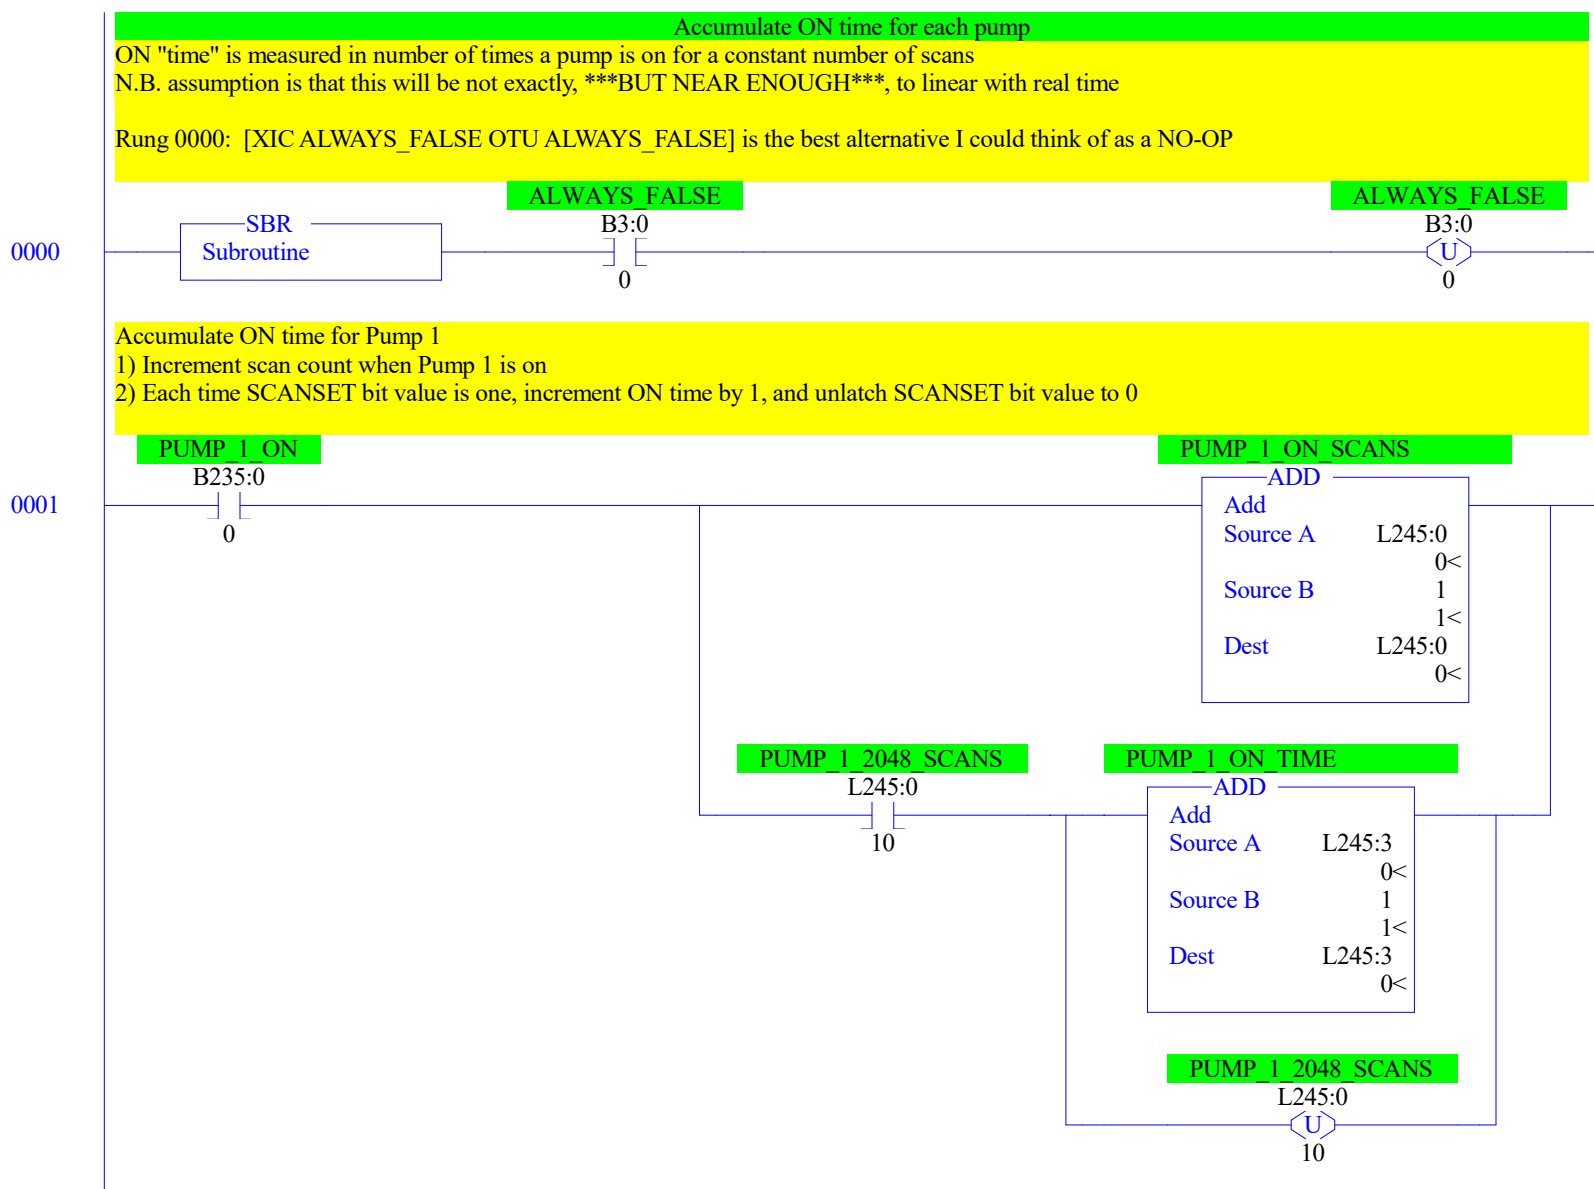 Accumulate ON time for each pump
ON "time" is measured in number of times a pump is on for a constant number of scans
N.B. assumption is that this will be not exactly, ***BUT NEAR ENOUGH***, to linear with real time
Rung 0000:  [XIC ALWAYS_FALSE OTU ALWAYS_FALSE] is the best alternative I could think of as a NO-OP
ALWAYS_FALSE ALWAYS_FALSE
SBR B3:0 B3:0
0000 Subroutine U
0 0
Accumulate ON time for Pump 1
1) Increment scan count when Pump 1 is on
2) Each time SCANSET bit value is one, increment ON time by 1, and unlatch SCANSET bit value to 0
PUMP_1_ON PUMP_1_ON_SCANS
B235:0 ADD
0001 Add
0 Source A L245:0
0<
Source B 1
1<
Dest L245:0
0<
PUMP_1_2048_SCANS PUMP_1_ON_TIME
L245:0 ADD
Add
10 Source A L245:3
0<
Source B 1
1<
Dest L245:3
0<
PUMP_1_2048_SCANS
L245:0
U
10